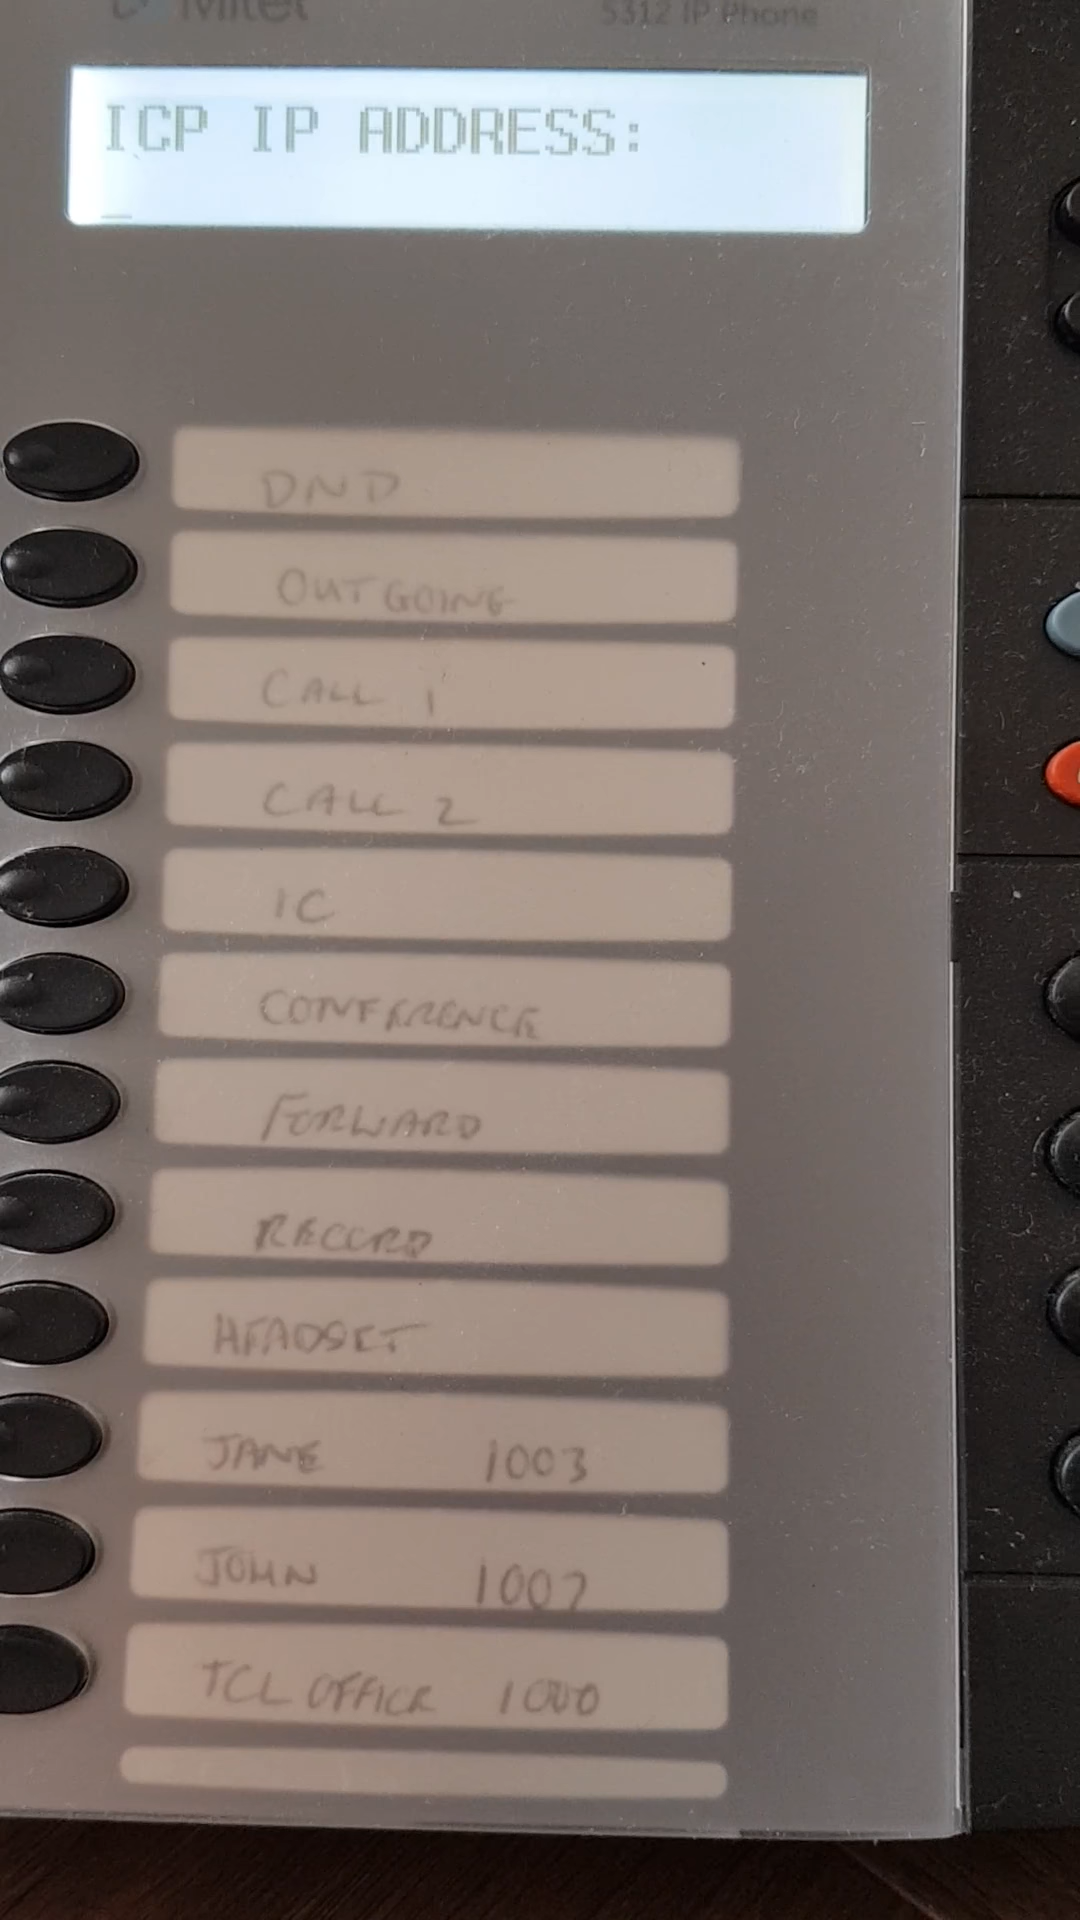 Mitel
5312 IP Phone
ICP IP ADDRESS:
_
DND
OUTGOING
CALL 1
CALL 2
IC
CONFERENCE
FORWARD
RECORD
HEADSET
JANE 1003
JOHN 1007
TCL OFFICE 1000